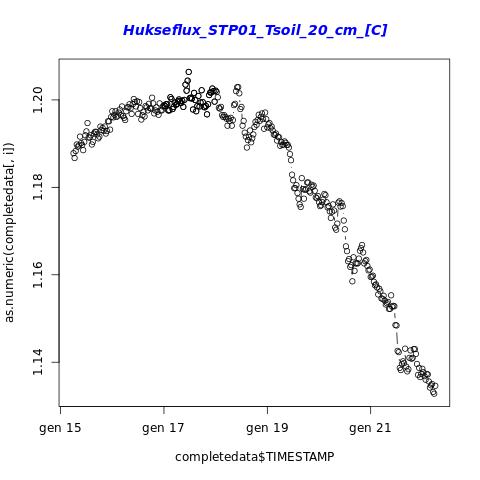 Hukseflux_STP01_Tsoil_20_cm_[C]
as.numeric(completedata[, i])
1.20
1.18
1.16
1.14
gen 15
gen 17
gen 19
gen 21
completedata$TIMESTAMP